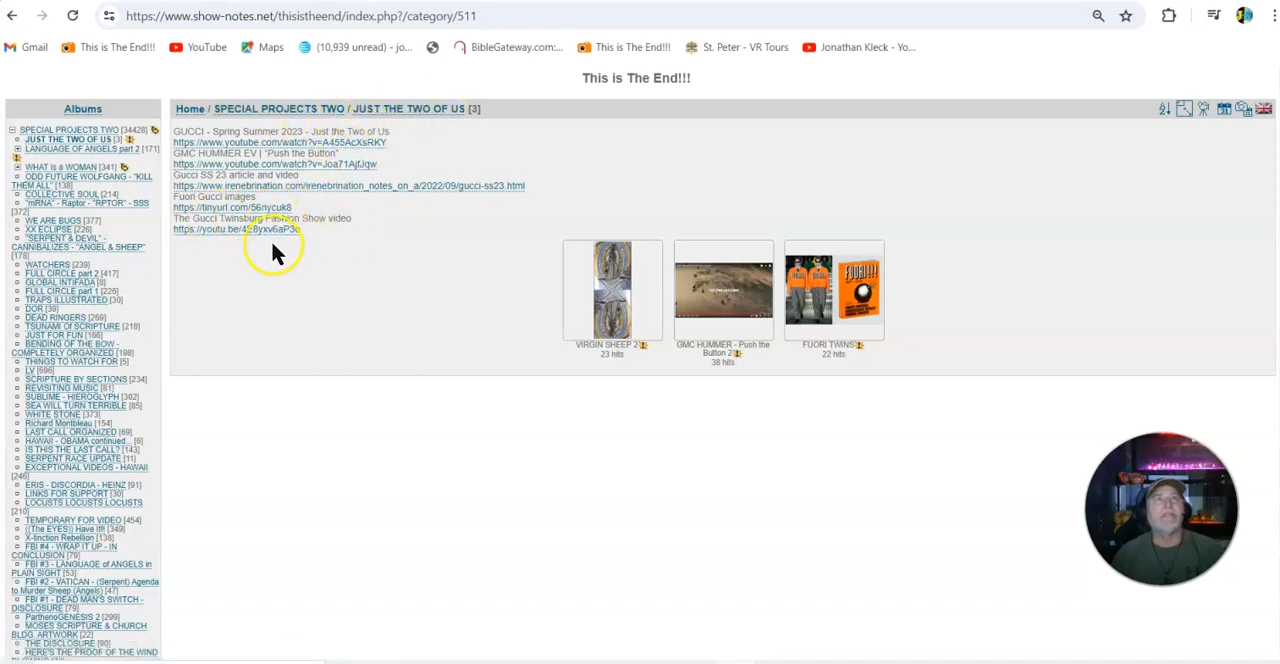 https://www.show-notes.net/thisistheend/index.php?/category/511
Gmail This is The End!!! YouTube Maps (10,939 unread) - jo... BibleGateway.com:... This is The End!!! St. Peter - VR Tours Jonathan Kleck - Yo...
This is The End!!!
Albums
Home / SPECIAL PROJECTS TWO / JUST THE TWO OF US [3]
SPECIAL PROJECTS TWO [34428]
JUST THE TWO OF US [3]
LANGUAGE OF ANGELS part 2 [171]
WHAT is a WOMAN [341]
ODD FUTURE WOLFGANG - "KILL
THEM ALL" [138]
COLLECTIVE SOUL [214]
"mRNA" - Raptor - "RPTOR" - SSS
[372]
WE ARE BUGS [377]
XX ECLIPSE [226]
"SERPENT & DEVIL" -
CANNIBALIZES - "ANGEL & SHEEP"
[178]
WATCHERS [239]
FULL CIRCLE part 2 [417]
GLOBAL INTIFADA [8]
FULL CIRCLE part 1 [226]
TRAPS ILLUSTRATED [30]
DOR [39]
DEAD RINGERS [269]
TSUNAMI Of SCRIPTURE [218]
JUST FOR FUN [166]
BENDING OF THE BOW -
COMPLETELY ORGANIZED [198]
THINGS TO WATCH FOR [5]
LV [696]
SCRIPTURE BY SECTIONS [234]
REVISITING MUSIC [81]
SUBLIME - HIEROGLYPH [302]
SEA WILL TURN TERRIBLE [85]
WHITE STONE [373]
Richard Montbleau [154]
LAST CALL ORGANIZED [69]
HAWAII - OBAMA continued... [6]
IS THIS THE LAST CALL? [143]
SERPENT RACE UPDATE [11]
EXCEPTIONAL VIDEOS - HAWAII
[246]
ERIS - DISCORDIA - HEINZ [91]
LINKS FOR SUPPORT [30]
LOCUSTS LOCUSTS LOCUSTS
[210]
TEMPORARY FOR VIDEO [454]
((The EYES)) Have It!!! [349]
X-tinction Rebellion [138]
FBI #4 - WRAP IT UP - IN
CONCLUSION [79]
FBI #3 - LANGUAGE of ANGELS in
PLAIN SIGHT [53]
FBI #2 - VATICAN - (Serpent) Agenda
to Murder Sheep (Angels) [47]
FBI #1 - DEAD MAN'S SWITCH -
DISCLOSURE [79]
ParthenoGENESIS 2 [299]
MOSES SCRIPTURE & CHURCH
BLDG. ARTWORK [22]
THE DISCLOSURE [90]
HERE'S THE PROOF OF THE WIND
GUCCI - Spring Summer 2023 - Just the Two of Us
https://www.youtube.com/watch?v=A455AcXsRKY
GMC HUMMER EV | "Push the Button"
https://www.youtube.com/watch?v=Joa71AjfJqw
Gucci SS 23 article and video
https://www.irenebrination.com/irenebrination_notes_on_a/2022/09/gucci-ss23.html
Fuori Gucci images
https://tinyurl.com/56nycuk8
The Gucci Twinsburg Fashion Show video
VIRGIN SHEEP 2
23 hits
GMC HUMMER - Push the
Button 2
38 hits
FUORI!!!
FUORI TWINS
22 hits